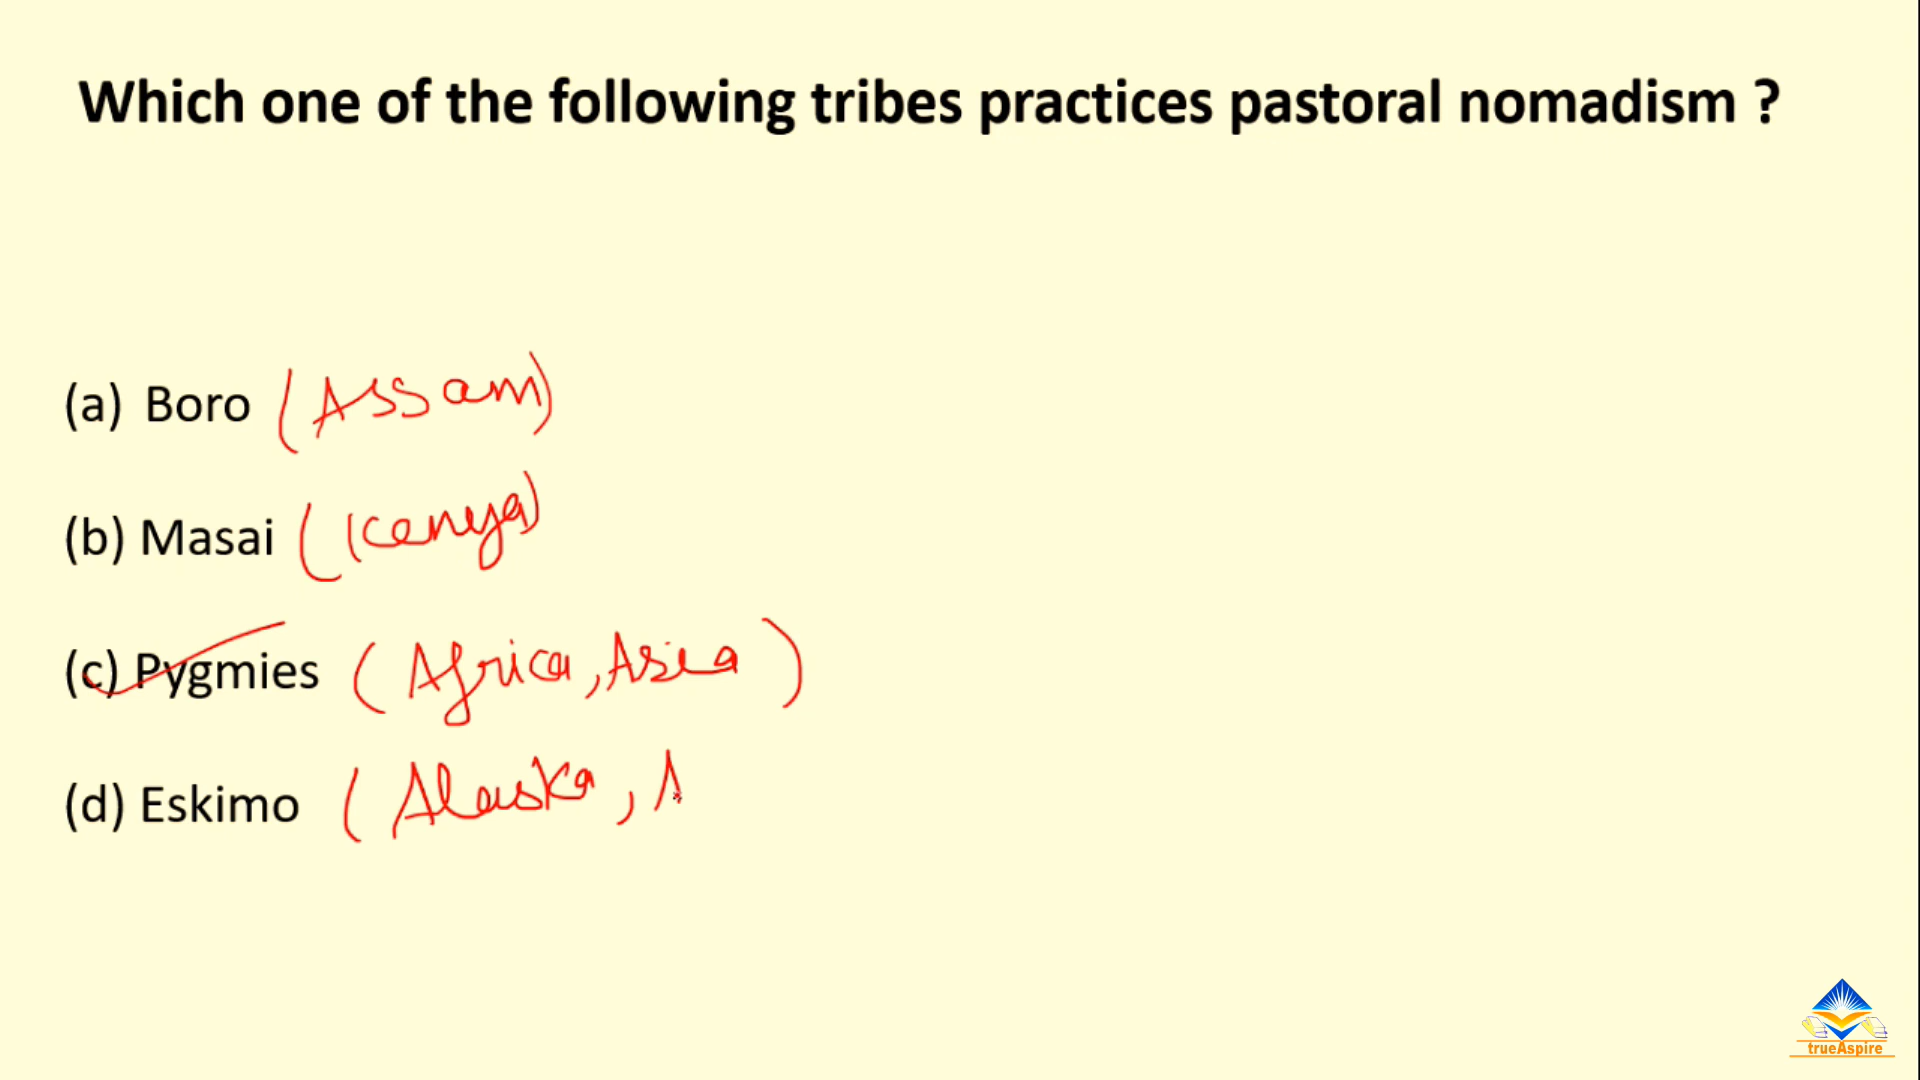 Which one of the following tribes practices pastoral nomadism ?
(a) Boro (Assam)
(b) Masai (Kenya)
(c) Pygmies (Africa, Asia)
(d) Eskimo (Alaska, A
trueAspire